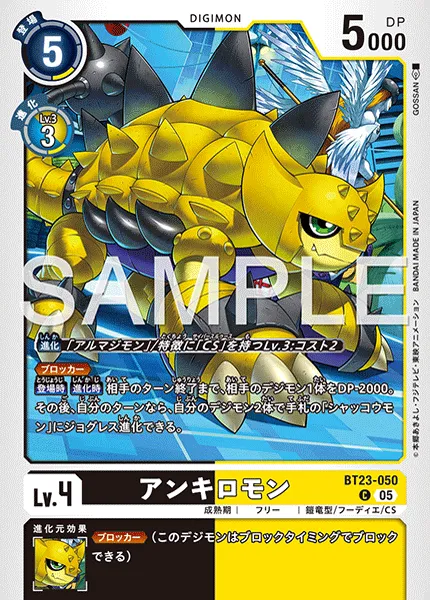 DIGIMON
登場
5
DP
5000
進化
Lv.3
3
GOSSAN
©本郷あきよし・フジテレビ・東映アニメーション BANDAI MADE IN JAPAN
SAMPLE
進化 「アルマジモン」/特徴に「CS」を持つLv.3:コスト2
ブロッカー
登場時 進化時 相手のターン終了まで、相手のデジモン1体をDP-2000。
その後、自分のターンなら、自分のデジモン2体で手札の「シャッコウモ
ン」にジョグレス進化できる。
BT23-050
Lv.4
アンキロモン
C 05
成熟期 | フリー | 鎧竜型/フーディエ/CS
進化元効果
ブロッカー (このデジモンはブロックタイミングでブロック
できる)